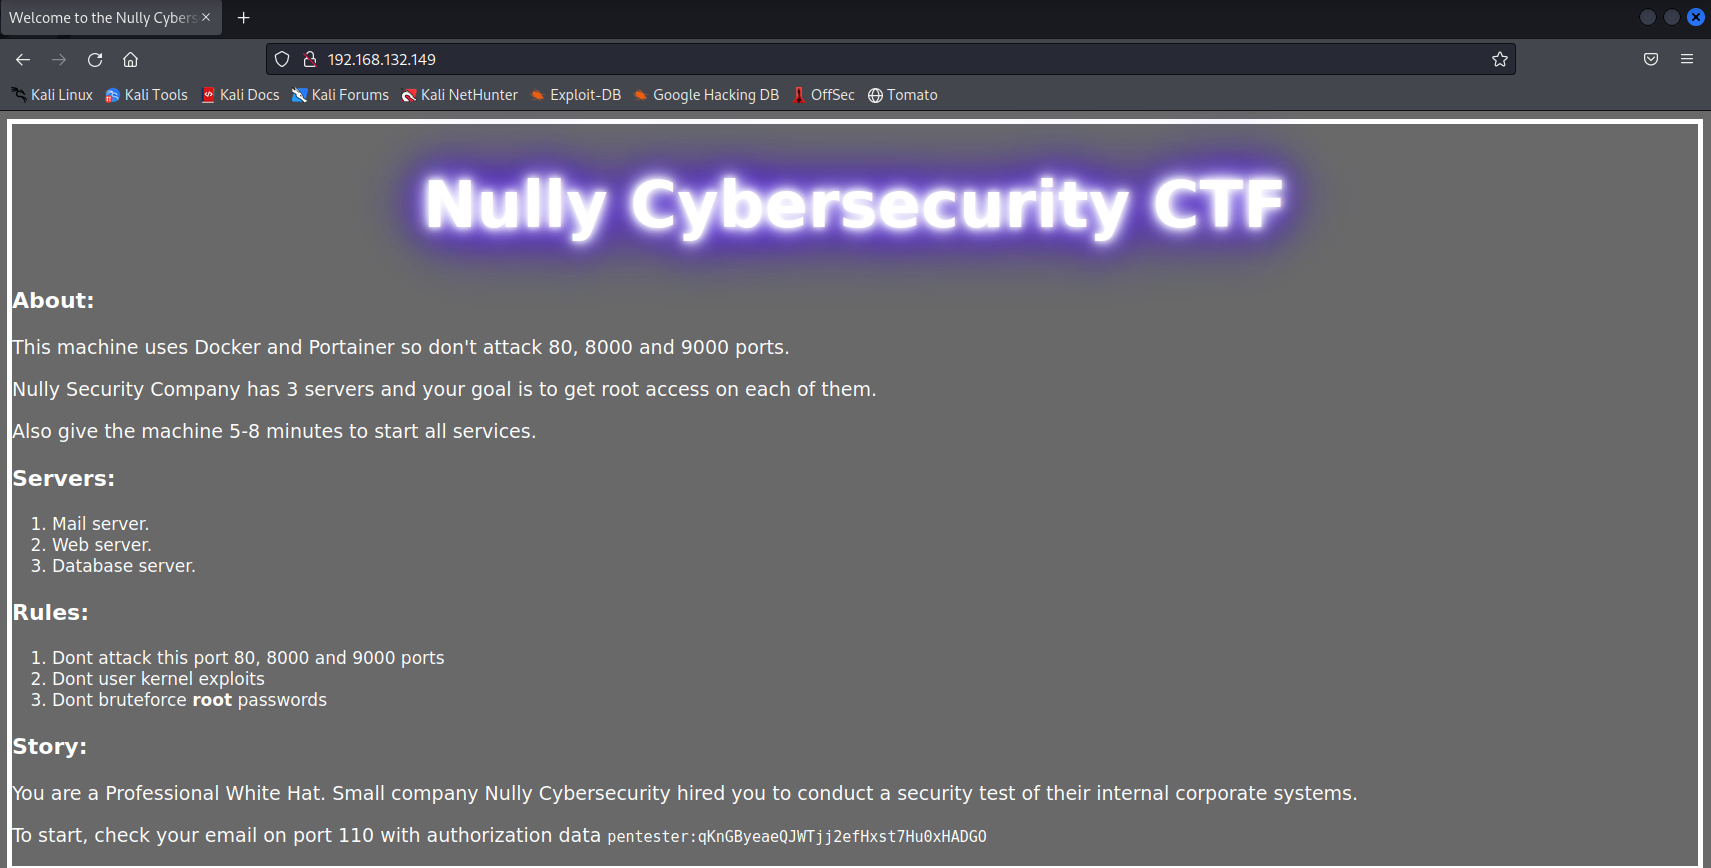 Welcome to the Nully Cybers
192.168.132.149
Kali Linux Kali Tools Kali Docs Kali Forums Kali NetHunter Exploit-DB Google Hacking DB OffSec Tomato
Nully Cybersecurity CTF
About:
This machine uses Docker and Portainer so don't attack 80, 8000 and 9000 ports.
Nully Security Company has 3 servers and your goal is to get root access on each of them.
Also give the machine 5-8 minutes to start all services.
Servers:
1. Mail server.
2. Web server.
3. Database server.
Rules:
1. Dont attack this port 80, 8000 and 9000 ports
2. Dont user kernel exploits
3. Dont bruteforce root passwords
Story:
You are a Professional White Hat. Small company Nully Cybersecurity hired you to conduct a security test of their internal corporate systems.
To start, check your email on port 110 with authorization data pentester:qKnGByeaeQJWTjj2efHxst7Hu0xHADGO